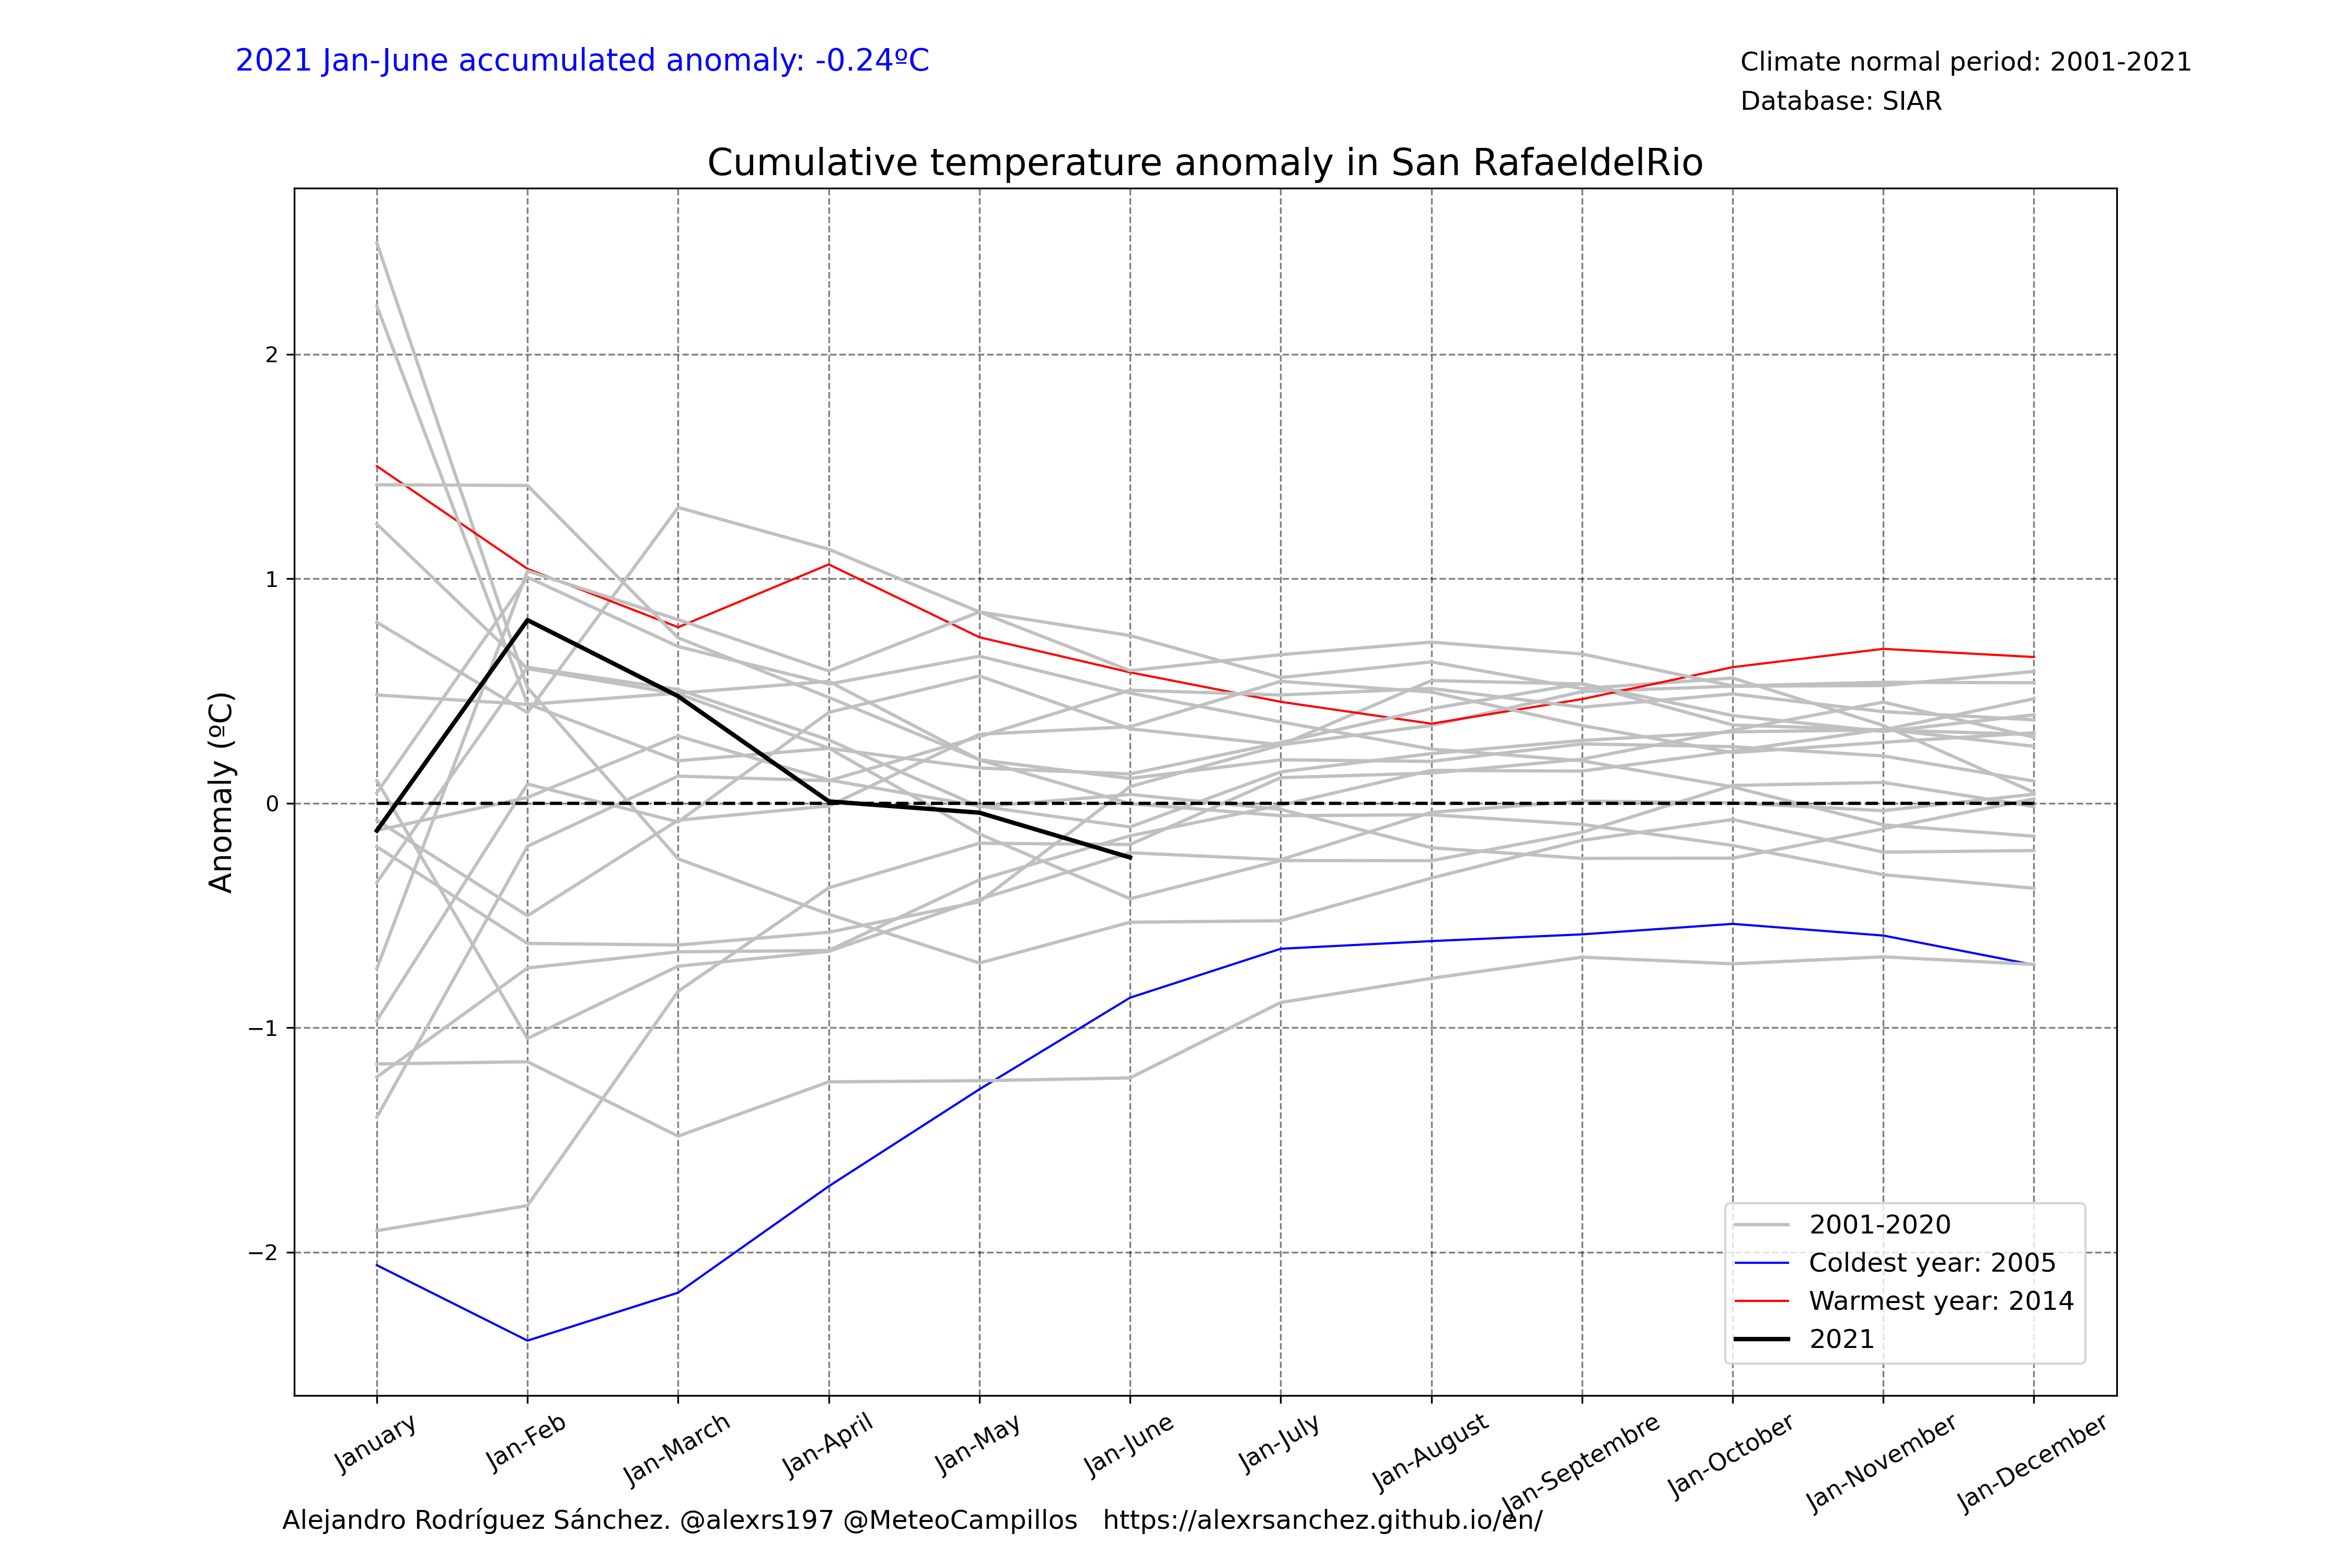 2021 Jan-June accumulated anomaly: -0.24ºC
Climate normal period: 2001-2021
Database: SIAR
Cumulative temperature anomaly in San RafaeldelRio
Anomaly (ºC)
2
1
0
−1
−2
2001-2020
Coldest year: 2005
Warmest year: 2014
2021
January
Jan-Feb
Jan-March
Jan-April
Jan-May
Jan-June
Jan-July
Jan-August
Jan-Septembre
Jan-October
Jan-November
Jan-December
Alejandro Rodríguez Sánchez. @alexrs197 @MeteoCampillos https://alexrsanchez.github.io/en/